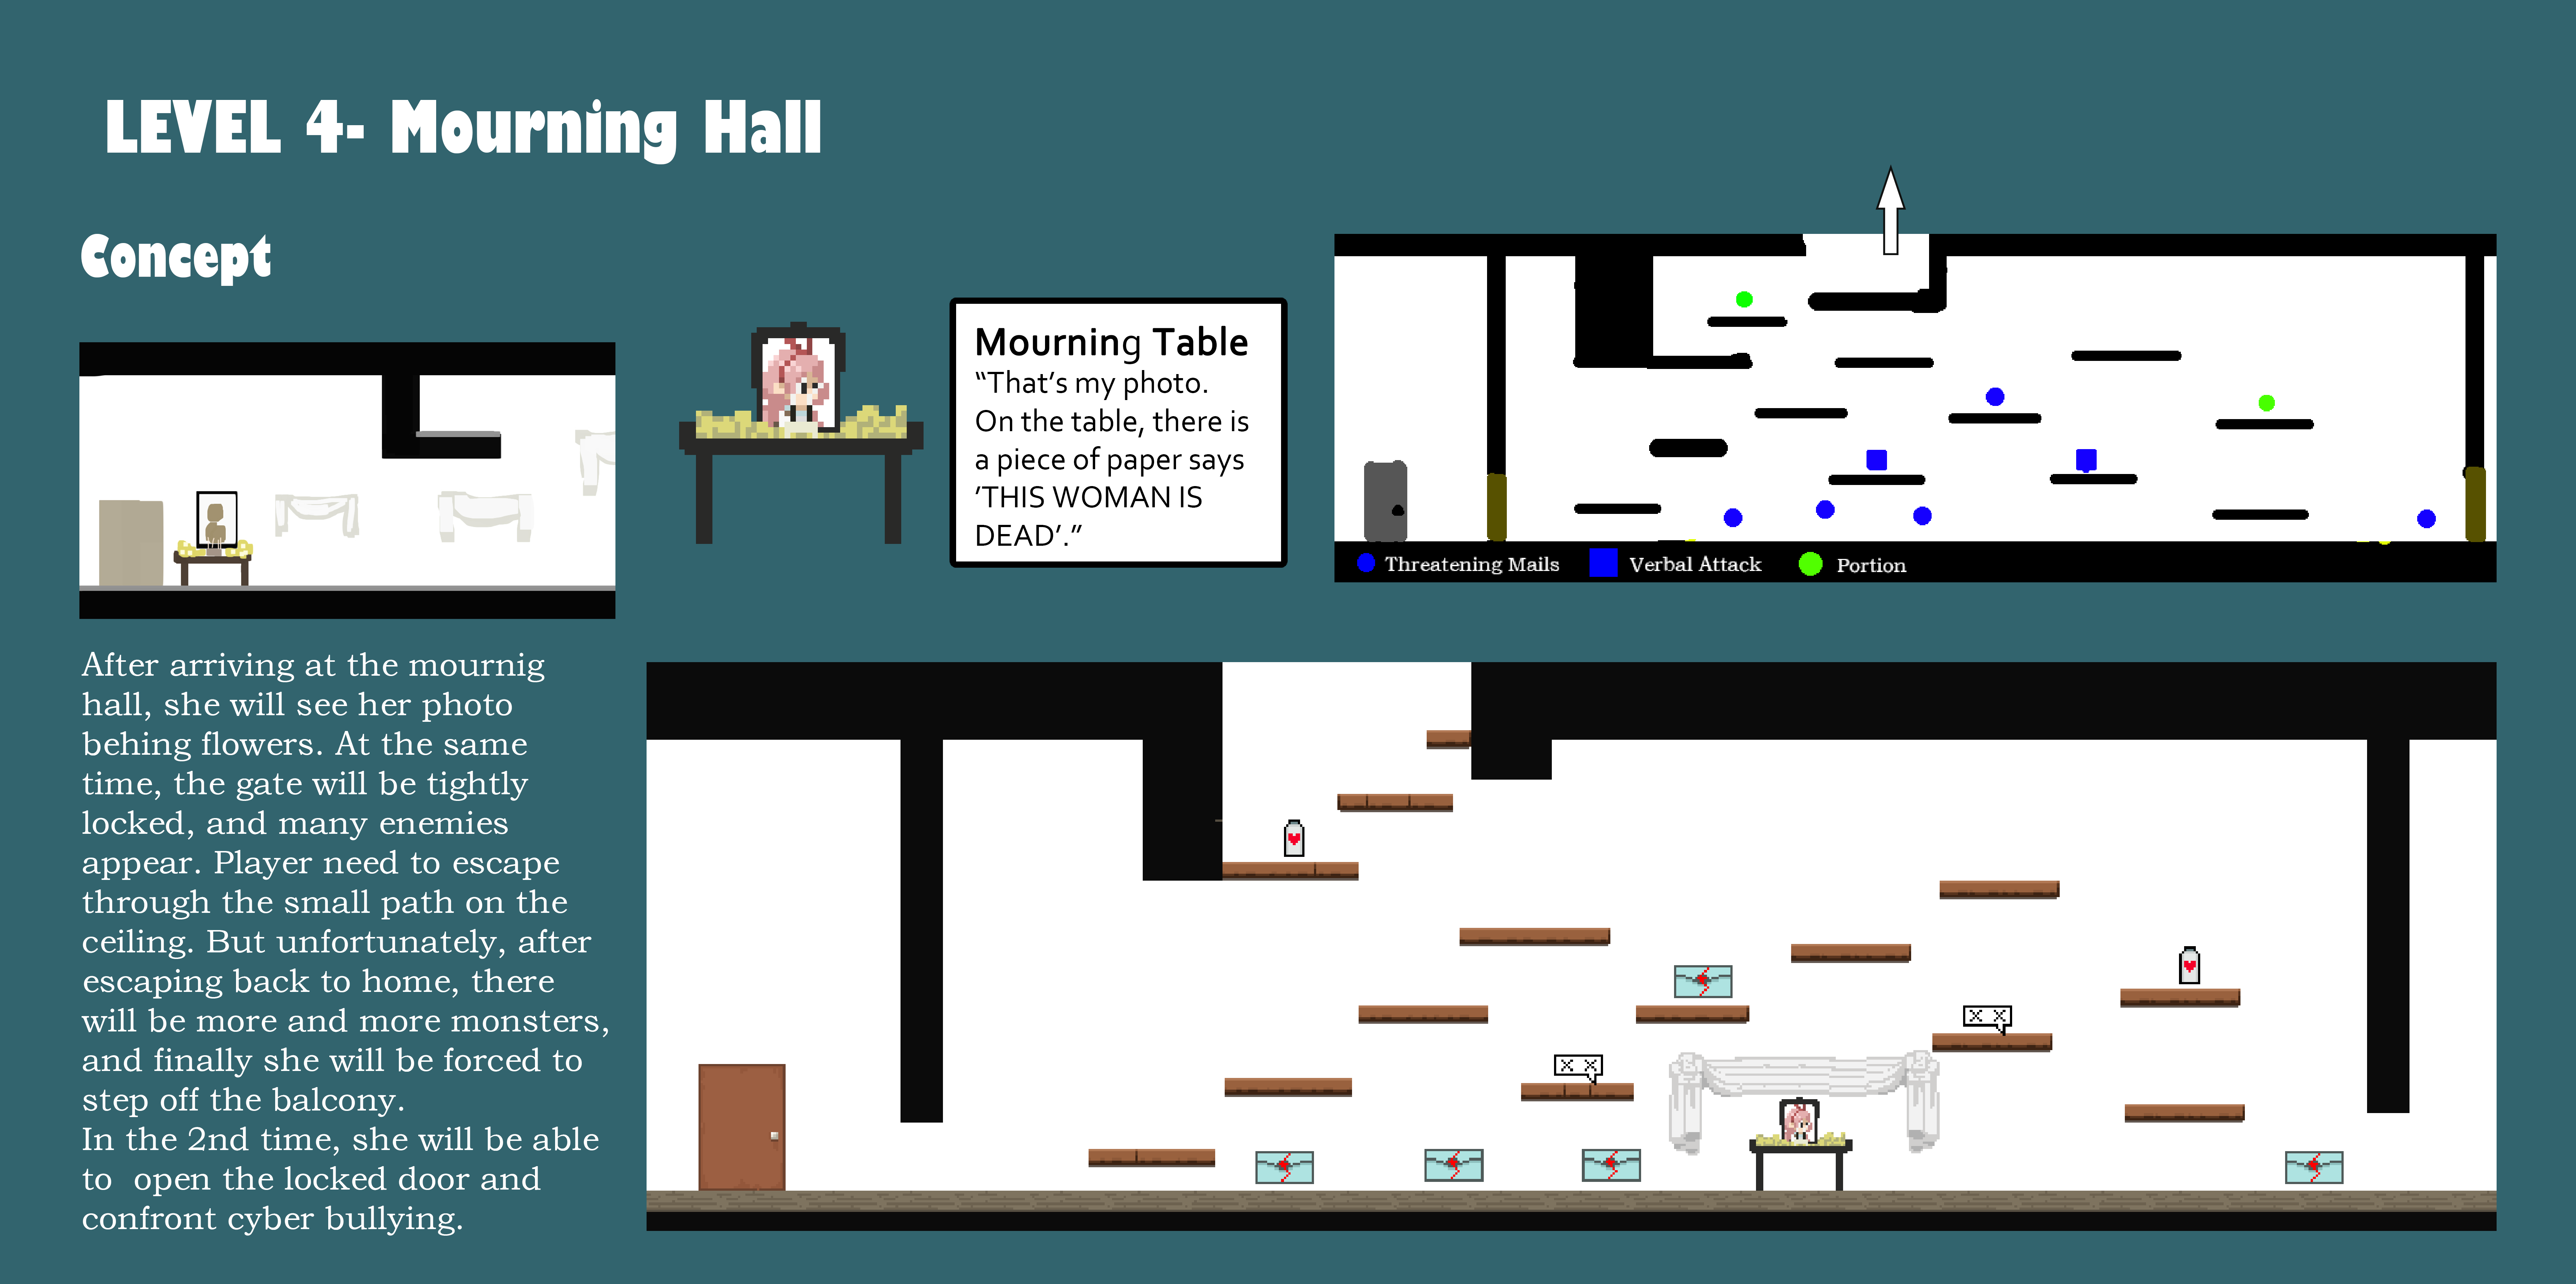 LEVEL 4- Mourning Hall
Concept
Mourning Table
“That’s my photo.
On the table, there is
a piece of paper says
’THIS WOMAN IS
DEAD’.”
Threatening Mails
Verbal Attack
Portion
After arriving at the mournig
hall, she will see her photo
behing flowers. At the same
time, the gate will be tightly
locked, and many enemies
appear. Player need to escape
through the small path on the
ceiling. But unfortunately, after
escaping back to home, there
will be more and more monsters,
and finally she will be forced to
step off the balcony.
In the 2nd time, she will be able
to  open the locked door and
confront cyber bullying.